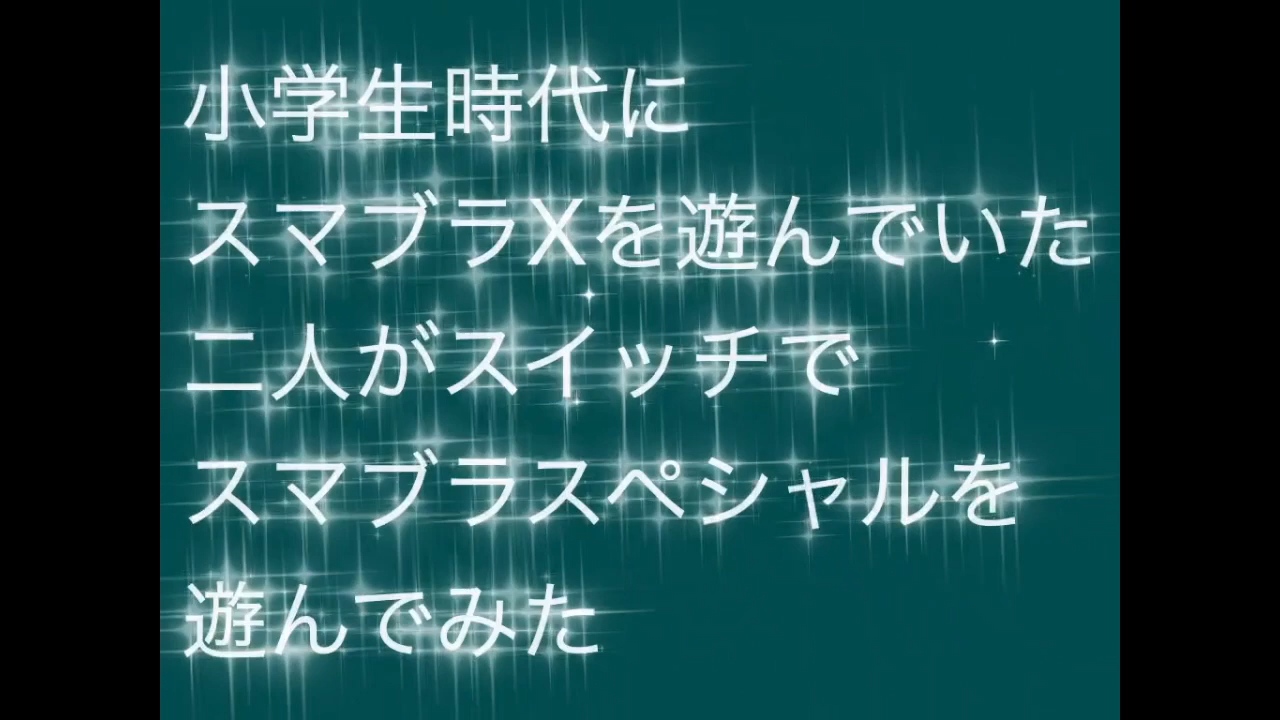 小学生時代に
スマブラXを遊んでいた
二人がスイッチで
スマブラスペシャルを
遊んでみた